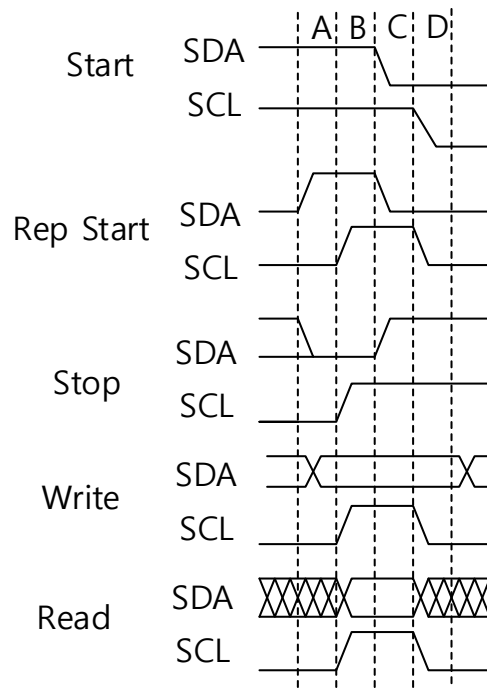 A B C D
Start SDA
SCL
Rep Start SDA
SCL
Stop SDA
SCL
Write SDA
SCL
Read SDA
SCL